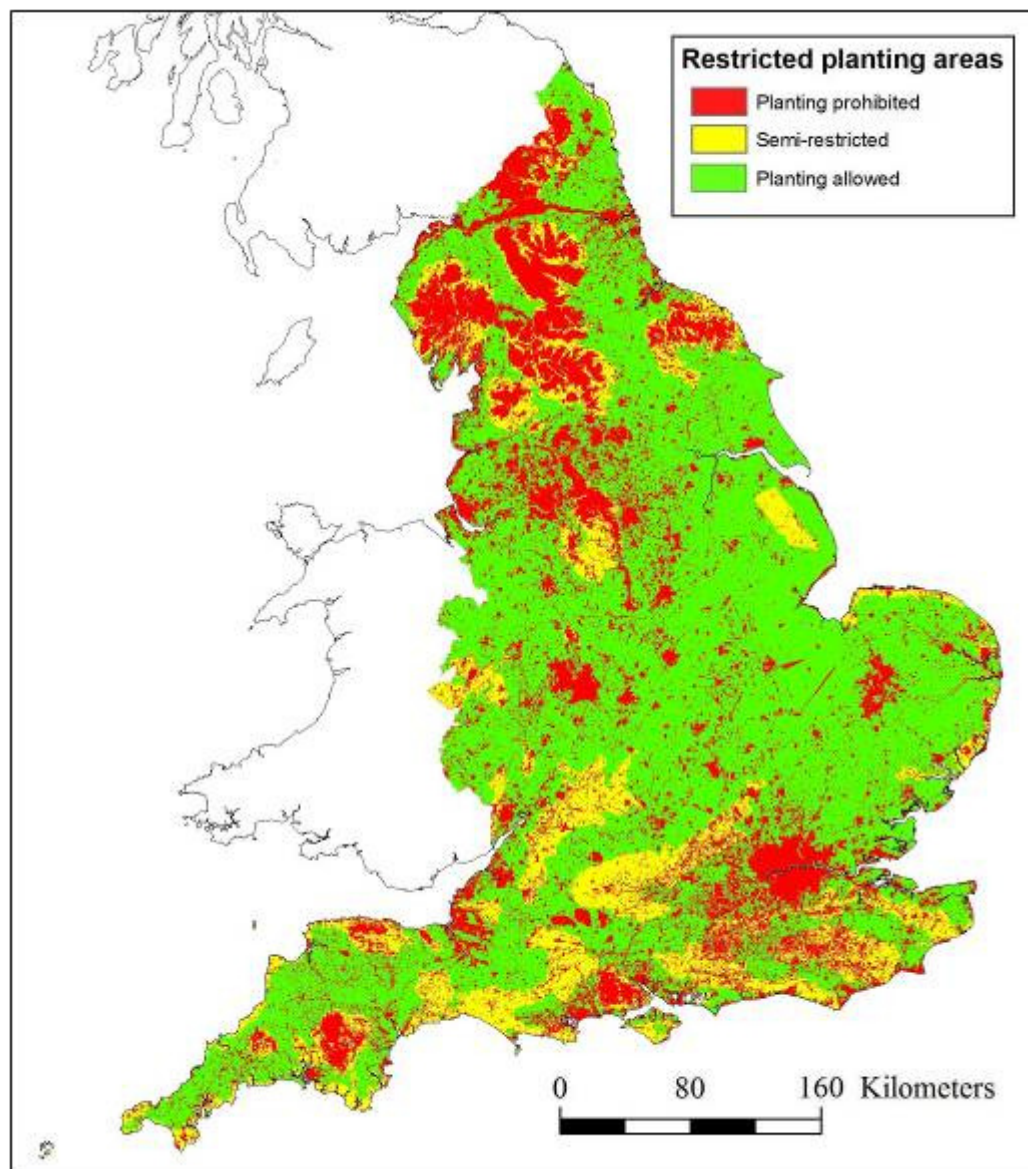 Restricted planting areas
Planting prohibited
Semi-restricted
Planting allowed
0 80 160 Kilometers